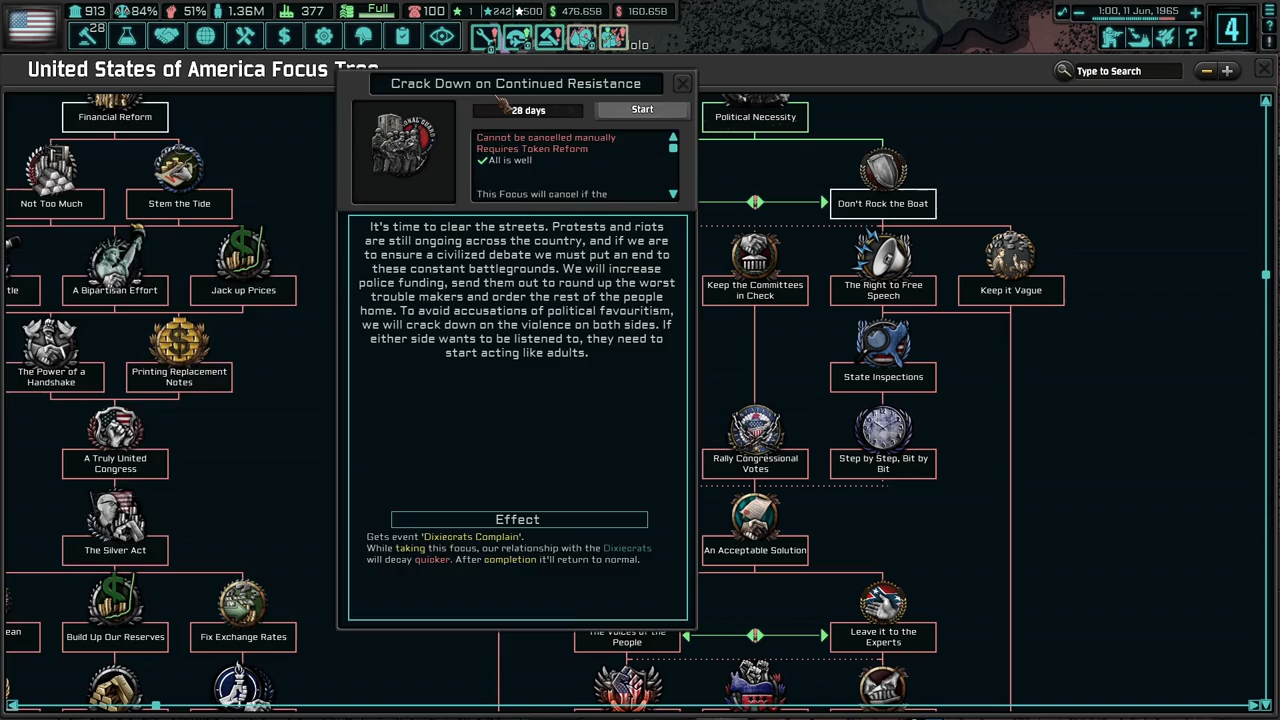 913 84% 51% 1.36M 377 Full 100 1 242 500 $ 476.658 $ 160.658
1:00, 11 Jun, 1965
4
28
olo
United States of America Focus Tree
Type to Search
Crack Down on Continued Resistance
28 days
Start
Cannot be cancelled manually
Requires Token Reform
All is well
This Focus will cancel if the
It's time to clear the streets. Protests and riots
are still ongoing across the country, and if we are
to ensure a civilized debate we must put an end to
these constant battlegrounds. We will increase
police funding, send them out to round up the worst
trouble makers and order the rest of the people
home. To avoid accusations of political favouritism,
we will crack down on the violence on both sides. If
either side wants to be listened to, they need to
start acting like adults.
Effect
Gets event 'Dixiecrats Complain'.
While taking this focus, our relationship with the Dixiecrats
will decay quicker. After completion it'll return to normal.
Financial Reform
Not Too Much
Stem the Tide
tle
A Bipartisan Effort
Jack up Prices
The Power of a
Handshake
Printing Replacement
Notes
A Truly United
Congress
The Silver Act
ean
Build Up Our Reserves
Fix Exchange Rates
Political Necessity
Don't Rock the Boat
Keep the Committees
in Check
The Right to Free
Speech
Keep it Vague
State Inspections
Rally Congressional
Votes
Step by Step, Bit by
Bit
An Acceptable Solution
The Voices of the
People
Leave it to the
Experts